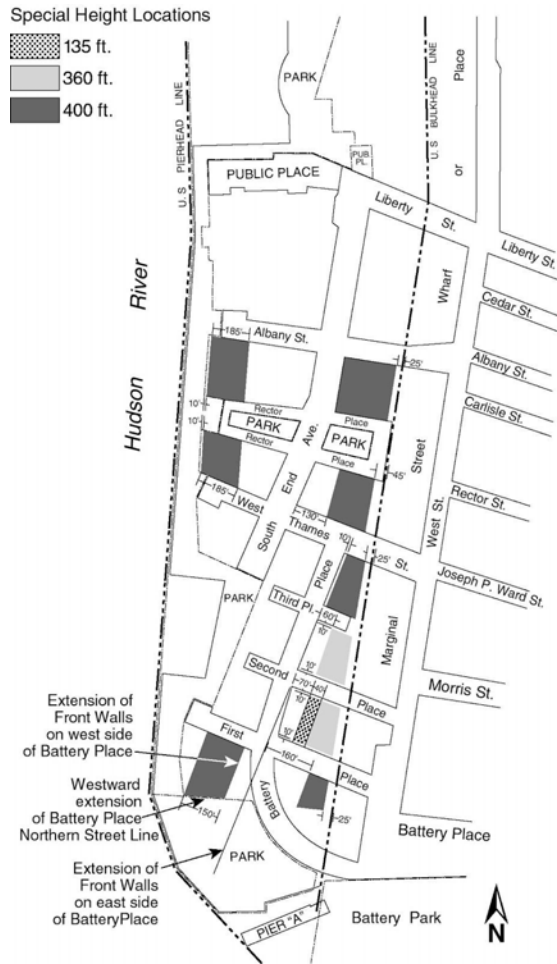 Special Height Locations
135 ft.
360 ft.
400 ft.
U.S PIERHEAD LINE
PARK
U.S BULKHEAD LINE
Place
or
PUB.
PL.
PUBLIC PLACE
Liberty
St.
Liberty St.
Wharf
Cedar St.
Hudson River
185'
Albany St.
25'
Albany St.
Carlisle St.
10'
Rector
PARK
Place
10'
Rector
PARK
Place
South End Ave.
Street
45'
West St.
Rector St.
185'
West
130'
Thames
St.
10'
25'
Joseph P. Ward St.
Place
PARK
Third Pl.
60'
10'
Marginal
10'
Second
Place
Morris St.
70'
40'
10'
Extension of
Front Walls
on west side
of Battery Place
First
10'
160'
Place
Westward
extension
of Battery Place
Northern Street Line
150'
Battery
25'
Battery Place
Extension of
Front Walls
on east side
of BatteryPlace
PARK
PIER "A"
Battery Park
N